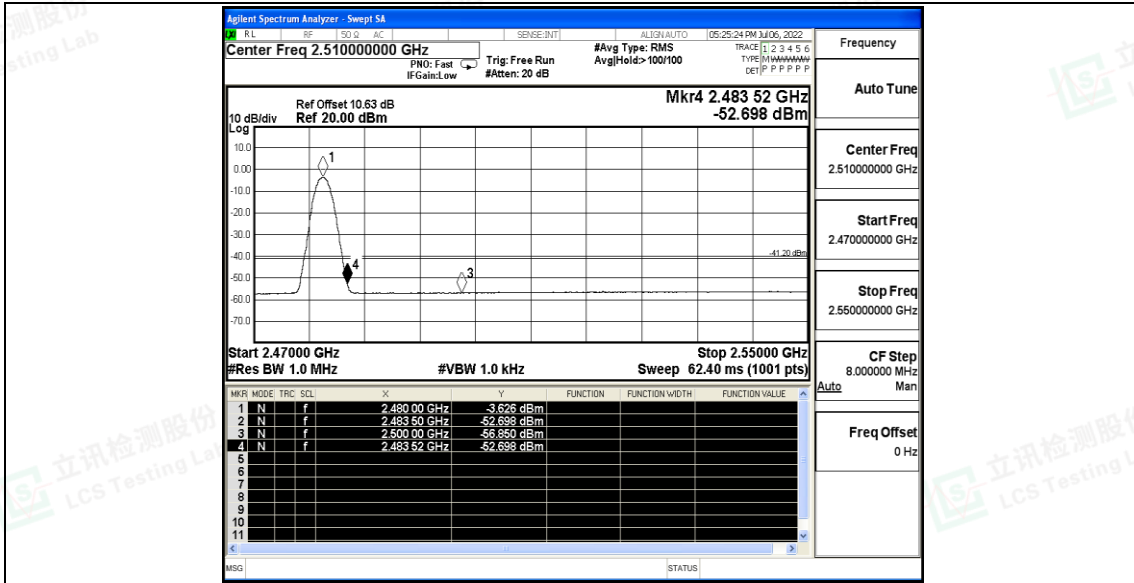 Agilent Spectrum Analyzer - Swept SA
LXI RL RF 50 Ω AC SENSE:INT ALIGN AUTO 05:25:24 PM Jul 06, 2022
Center Freq 2.510000000 GHz
PNO: Fast
IFGain:Low
Trig: Free Run
#Atten: 20 dB
#Avg Type: RMS
Avg|Hold:>100/100
TRACE 1 2 3 4 5 6
TYPE M WWWWW
DET P P P P P P
Mkr4 2.483 52 GHz
-52.698 dBm
Ref Offset 10.63 dB
10 dB/div Ref 20.00 dBm
Log
10.0
0.00
-10.0
-20.0
-30.0
-40.0
-50.0
-60.0
-70.0
1
4
3
-41.20 dBm
Start 2.47000 GHz Stop 2.55000 GHz
#Res BW 1.0 MHz #VBW 1.0 kHz Sweep 62.40 ms (1001 pts)
MKR MODE TRC SCL X Y FUNCTION FUNCTION WIDTH FUNCTION VALUE
1 N f 2.480 00 GHz -3.626 dBm
2 N f 2.483 50 GHz -52.698 dBm
3 N f 2.500 00 GHz -56.850 dBm
4 N f 2.483 52 GHz -52.698 dBm
5
6
7
8
9
10
11
MSG STATUS
Frequency
Auto Tune
Center Freq
2.510000000 GHz
Start Freq
2.470000000 GHz
Stop Freq
2.550000000 GHz
CF Step
8.000000 MHz
Auto Man
Freq Offset
0 Hz
立讯检测股份
LCS Testing Lab
立讯检测股份
LCS Testing L